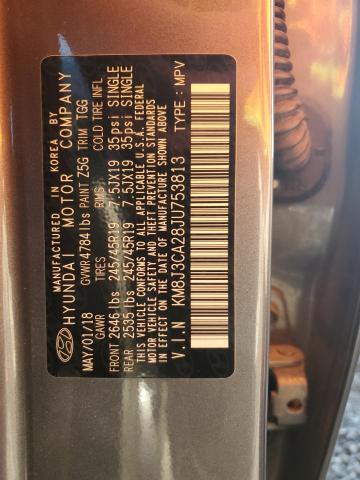 MANUFACTURED IN KOREA BY
HYUNDAI MOTOR COMPANY
GVWR 4784 lbs PAINT Z5G TRIM TGG
MAY/01/18 TIRES COLD TIRE INFL
GAWR
FRONT 2646 lbs 245/45R19 7.5JX19 35psi SINGLE
REAR 2535 lbs 245/45R19 7.5JX19 35psi SINGLE
THIS VEHICLE CONFORMS TO ALL APPLICABLE U.S.A. FEDERAL
MOTOR VEHICLE SAFETY AND THEFT PREVENTION STANDARDS
IN EFFECT ON THE DATE OF MANUFACTURE SHOWN ABOVE
V.I.N : KM8J3CA28JU753813 TYPE : MPV